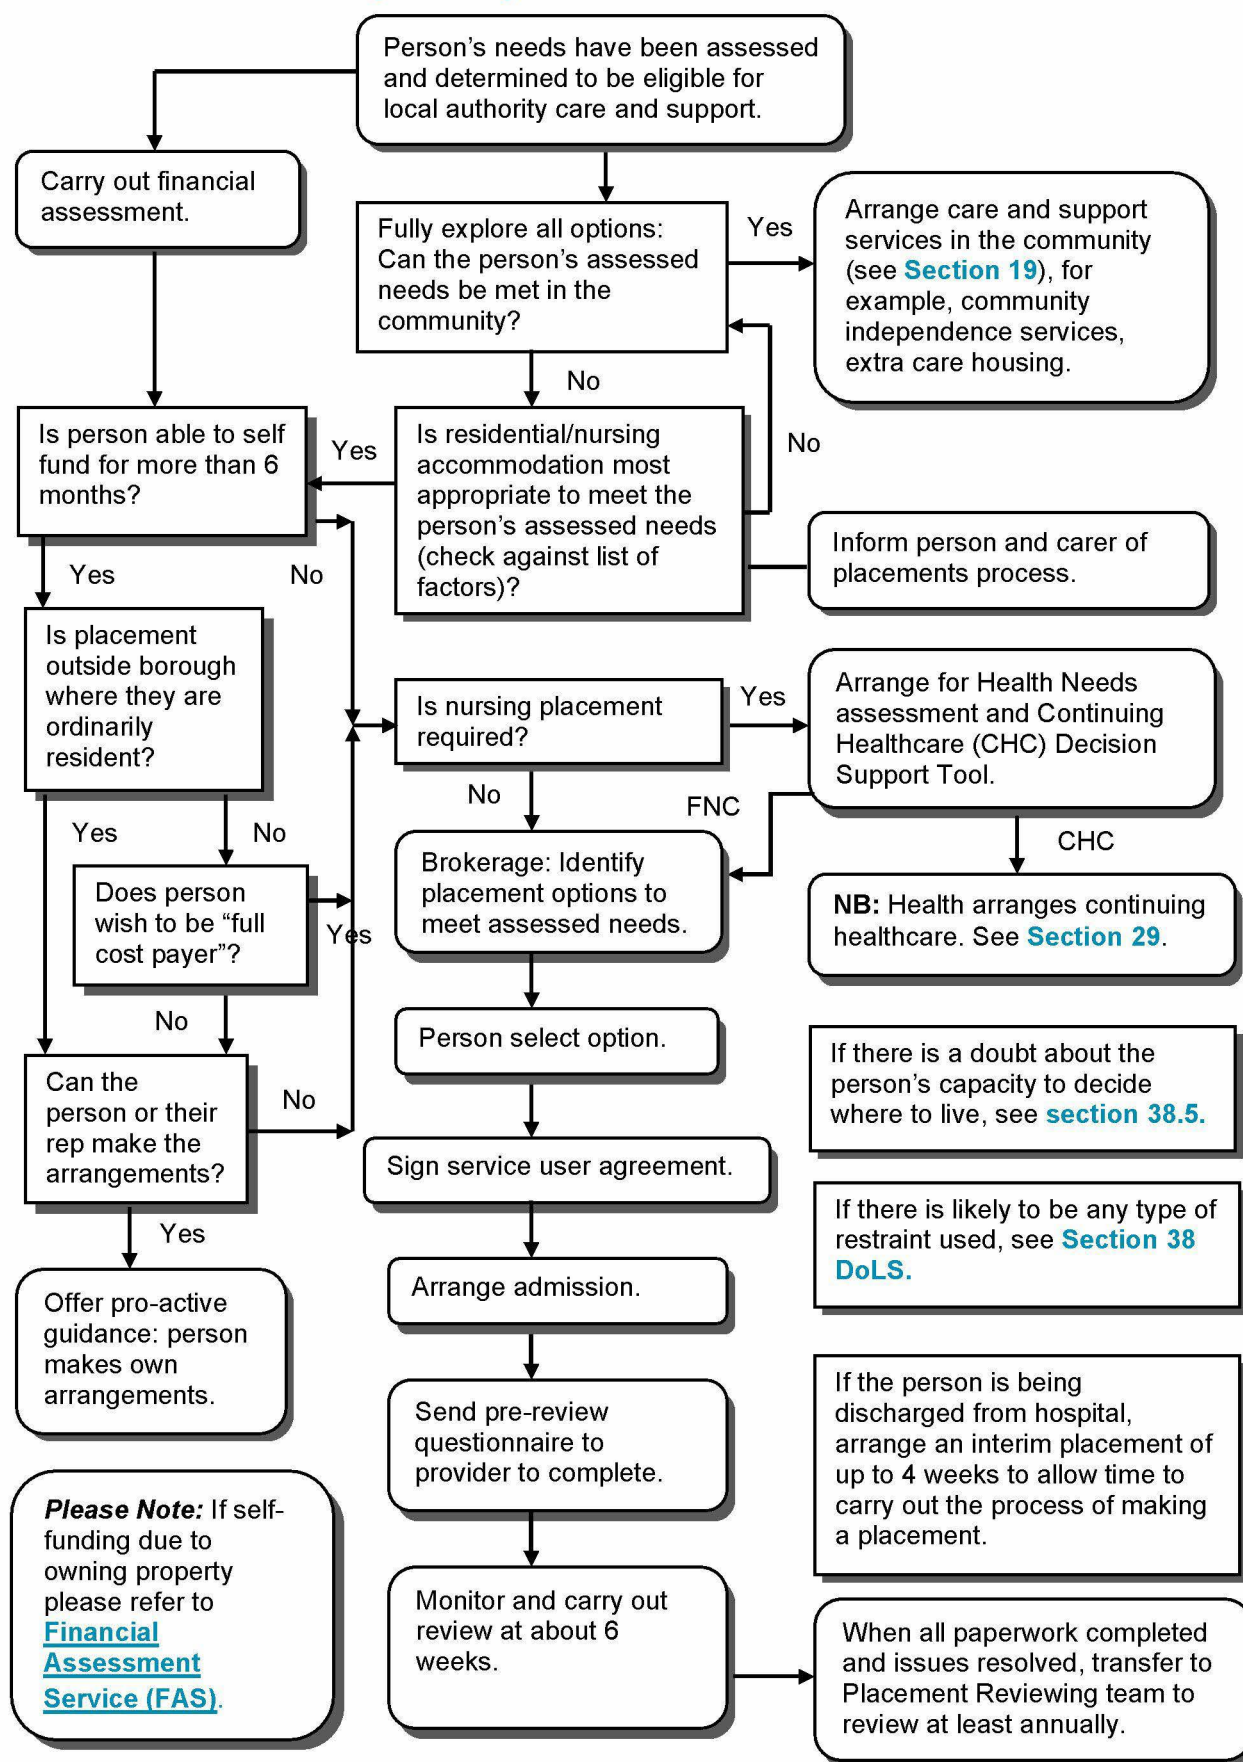 Person's needs have been assessed
and determined to be eligible for
local authority care and support.
Carry out financial
assessment.
Fully explore all options:
Can the person's assessed
needs be met in the
community?
Yes
Arrange care and support
services in the community
(see Section 19), for
example, community
independence services,
extra care housing.
No
Is person able to self
fund for more than 6
months?
Yes
Is residential/nursing
accommodation most
appropriate to meet the
person's assessed needs
(check against list of
factors)?
No
Inform person and carer of
placements process.
Yes
No
Is placement
outside borough
where they are
ordinarily
resident?
Is nursing placement
required?
Yes
Arrange for Health Needs
assessment and Continuing
Healthcare (CHC) Decision
Support Tool.
No
FNC
CHC
Yes
No
Does person
wish to be “full
cost payer”?
Yes
Brokerage: Identify
placement options to
meet assessed needs.
NB: Health arranges continuing
healthcare. See Section 29.
No
Person select option.
Can the
person or their
rep make the
arrangements?
No
If there is a doubt about the
person's capacity to decide
where to live, see section 38.5.
Sign service user agreement.
Yes
If there is likely to be any type of
restraint used, see Section 38
DoLS.
Arrange admission.
Offer pro-active
guidance: person
makes own
arrangements.
Send pre-review
questionnaire to
provider to complete.
If the person is being
discharged from hospital,
arrange an interim placement of
up to 4 weeks to allow time to
carry out the process of making
a placement.
Please Note: If self-
funding due to
owning property
please refer to
Financial
Assessment
Service (FAS).
Monitor and carry out
review at about 6
weeks.
When all paperwork completed
and issues resolved, transfer to
Placement Reviewing team to
review at least annually.